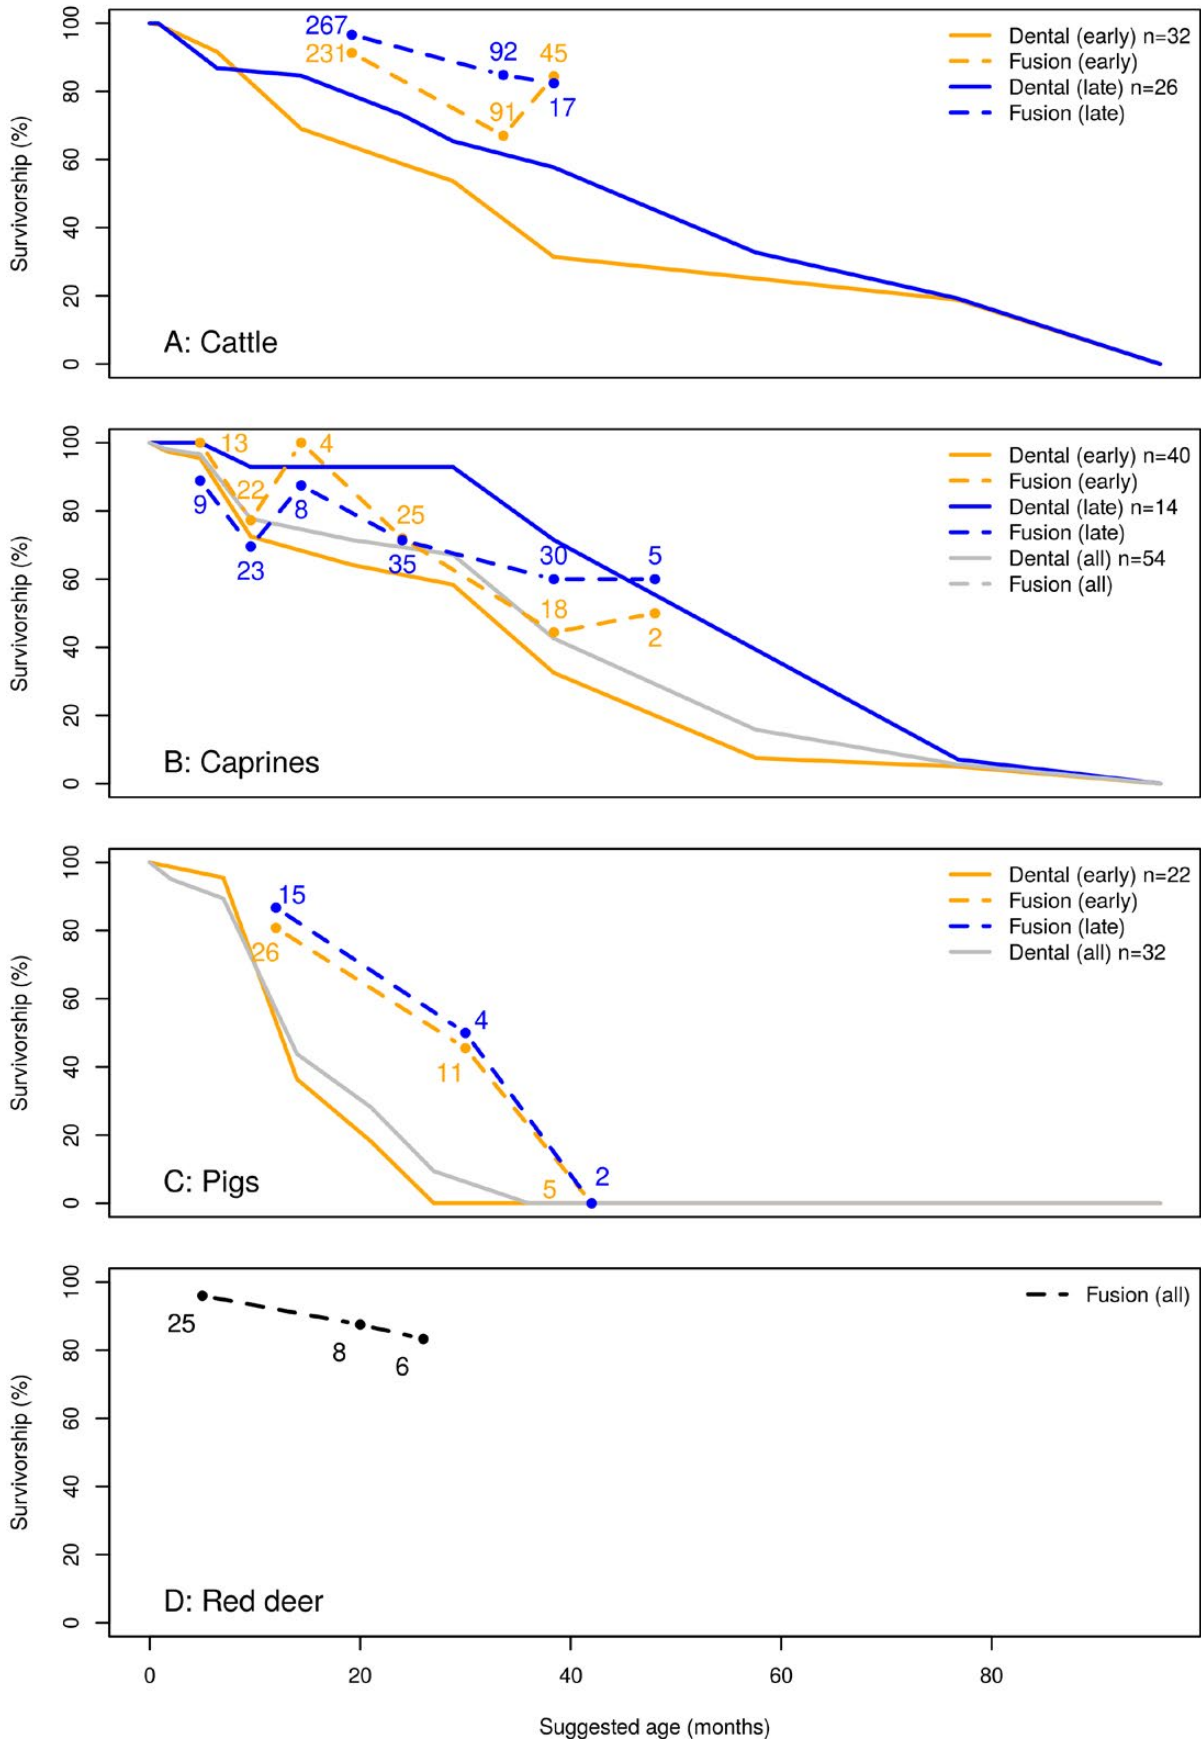 Survivorship (%)
100
80
60
40
20
0
267
231
92
91
45
17
Dental (early) n=32
Fusion (early)
Dental (late) n=26
Fusion (late)
A: Cattle
Survivorship (%)
100
80
60
40
20
0
13
22
4
25
9
8
23
35
30
5
18
2
Dental (early) n=40
Fusion (early)
Dental (late) n=14
Fusion (late)
Dental (all) n=54
Fusion (all)
B: Caprines
Survivorship (%)
100
80
60
40
20
0
15
26
4
11
5
2
Dental (early) n=22
Fusion (early)
Fusion (late)
Dental (all) n=32
C: Pigs
Survivorship (%)
100
80
60
40
20
0
25
8
6
Fusion (all)
D: Red deer
0 20 40 60 80
Suggested age (months)